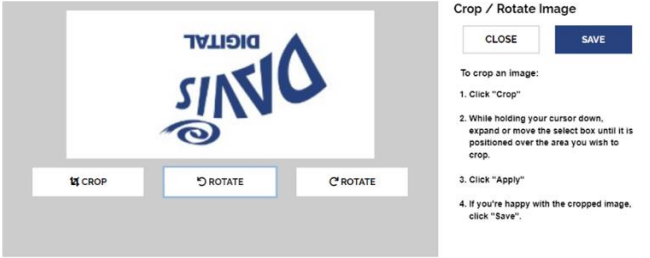 Crop / Rotate Image
CLOSE SAVE
DAVIS
DIGITAL
CROP ROTATE ROTATE
To crop an image:
1. Click "Crop"
2. While holding your cursor down,
expand or move the select box until it is
positioned over the area you wish to
crop.
3. Click "Apply"
4. If you're happy with the cropped image,
click "Save".